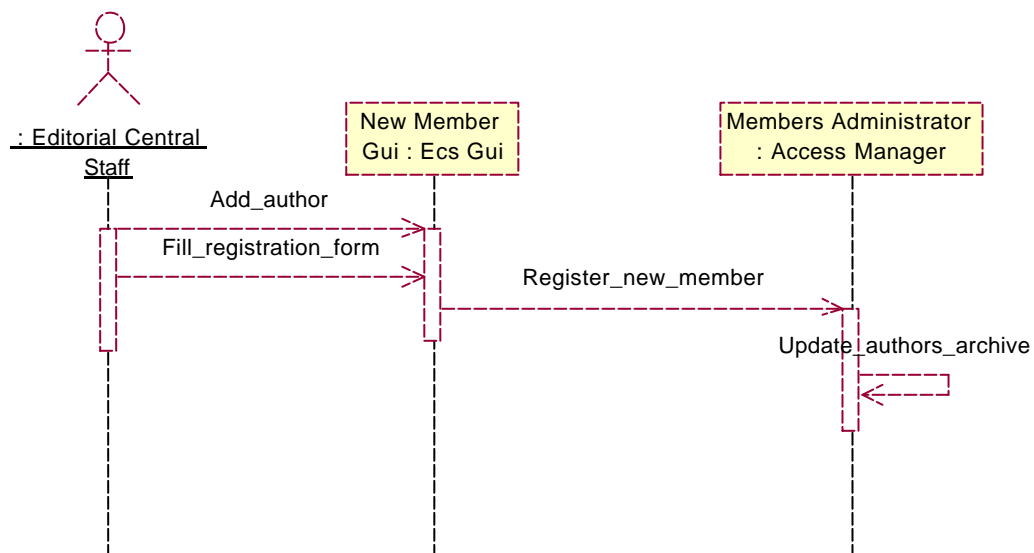 : Editorial Central
Staff
New Member
Gui : Ecs Gui
Members Administrator
: Access Manager
Add_author
Fill_registration_form
Register_new_member
Update_authors_archive